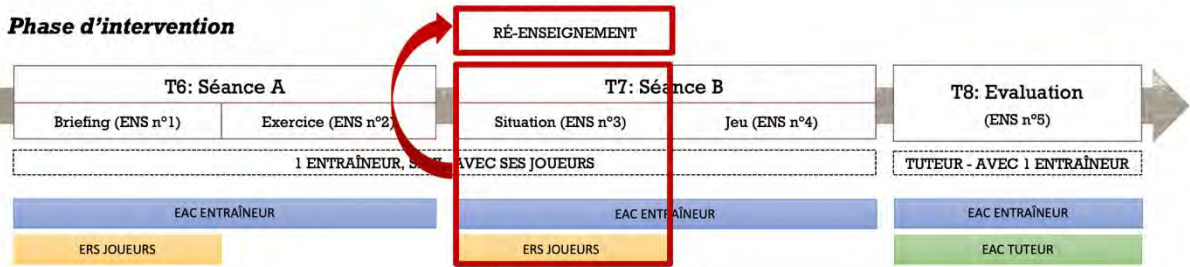 Phase d’intervention
RÉ-ENSEIGNEMENT
T6: Séance A
Briefing (ENS n°1)
Exercice (ENS n°2)
T7: Séance B
Situation (ENS n°3)
Jeu (ENS n°4)
T8: Evaluation
(ENS n°5)
1 ENTRAÎNEUR, AVEC SES JOUEURS
TUTEUR - AVEC 1 ENTRAÎNEUR
EAC ENTRAÎNEUR
EAC ENTRAÎNEUR
EAC ENTRAÎNEUR
ERS JOUEURS
ERS JOUEURS
EAC TUTEUR